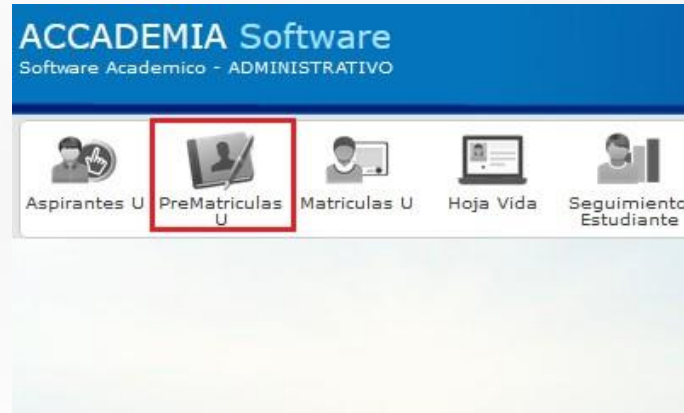 ACCADEMIA Software
Software Academico - ADMINISTRATIVO
Aspirantes U
PreMatriculas
U
Matriculas U
Hoja Vida
Seguimiento
Estudiante